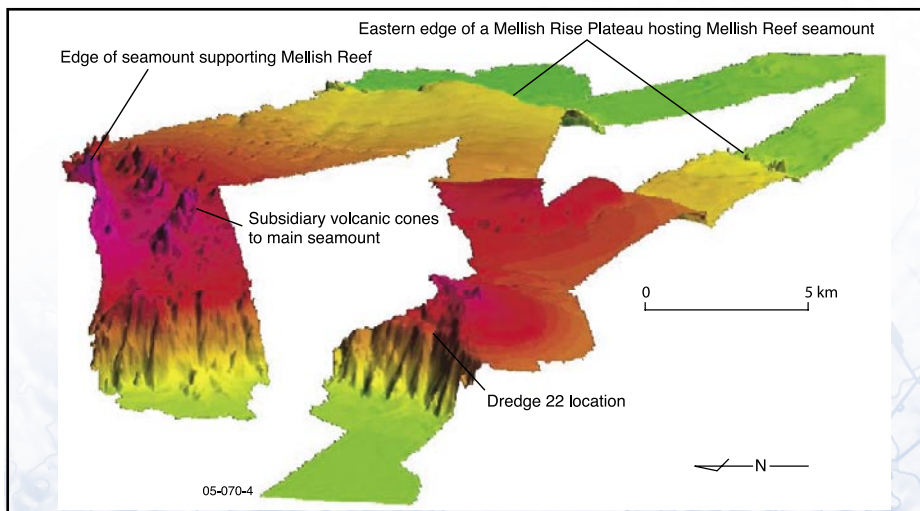 Eastern edge of a Mellish Rise Plateau hosting Mellish Reef seamount
Edge of seamount supporting Mellish Reef
Subsidiary volcanic cones
to main seamount
0 5 km
Dredge 22 location
N
05-070-4